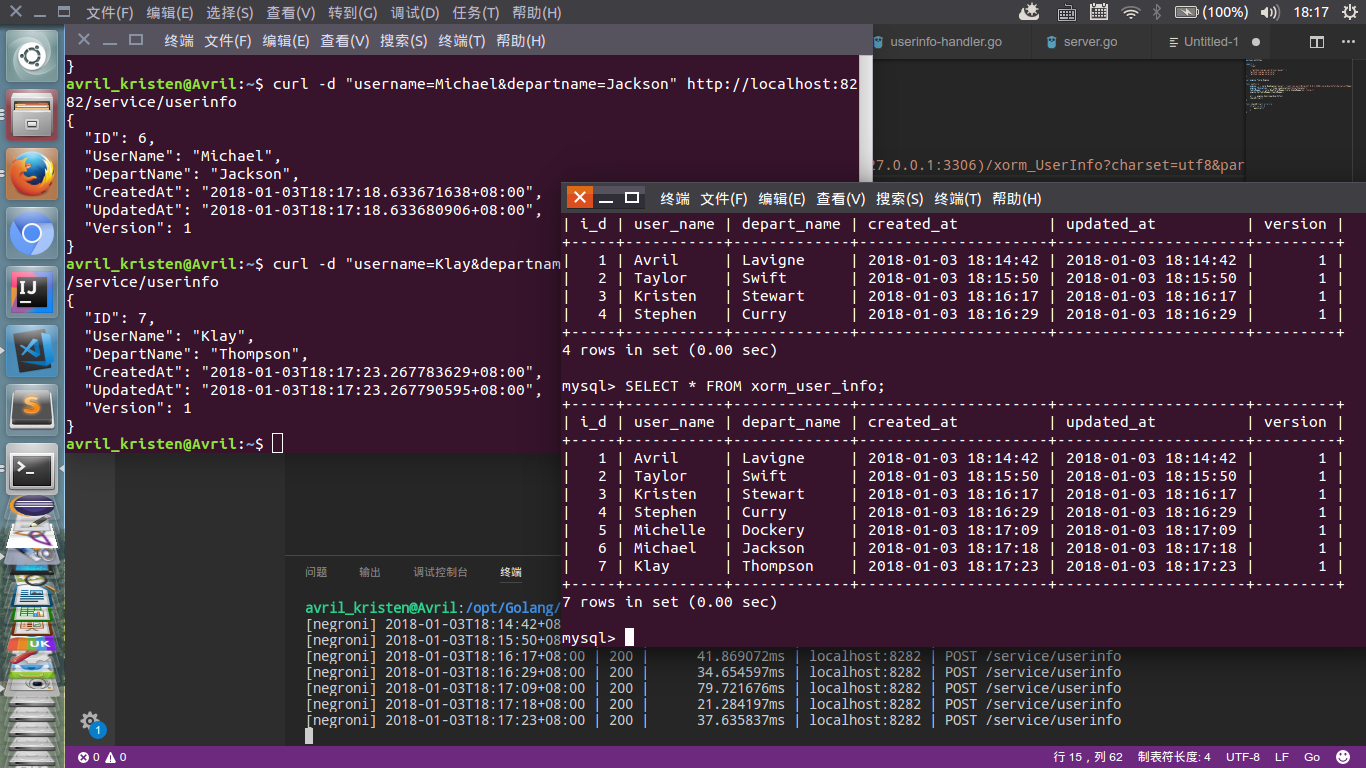 文件(F) 编辑(E) 选择(S) 查看(V) 转到(G) 调试(D) 任务(T) 帮助(H) (100%) 18:17
终端 文件(F) 编辑(E) 查看(V) 搜索(S) 终端(T) 帮助(H)
userinfo-handler.go server.go Untitled-1
}
avril_kristen@Avril:~$ curl -d "username=Michael&departname=Jackson" http://localhost:82
82/service/userinfo
{
"ID": 6,
"UserName": "Michael",
"DepartName": "Jackson",
"CreatedAt": "2018-01-03T18:17:18.633671638+08:00",
"UpdatedAt": "2018-01-03T18:17:18.633680906+08:00",
"Version": 1
}
avril_kristen@Avril:~$ curl -d "username=Klay&departnam
/service/userinfo
{
"ID": 7,
"UserName": "Klay",
"DepartName": "Thompson",
"CreatedAt": "2018-01-03T18:17:23.267783629+08:00",
"UpdatedAt": "2018-01-03T18:17:23.267790595+08:00",
"Version": 1
}
avril_kristen@Avril:~$
27.0.0.1:3306)/xorm_UserInfo?charset=utf8&par
终端 文件(F) 编辑(E) 查看(V) 搜索(S) 终端(T) 帮助(H)
| i_d | user_name | depart_name | created_at | updated_at | version |
+-----+-----------+-------------+---------------------+---------------------+---------+
| 1 | Avril | Lavigne | 2018-01-03 18:14:42 | 2018-01-03 18:14:42 | 1 |
| 2 | Taylor | Swift | 2018-01-03 18:15:50 | 2018-01-03 18:15:50 | 1 |
| 3 | Kristen | Stewart | 2018-01-03 18:16:17 | 2018-01-03 18:16:17 | 1 |
| 4 | Stephen | Curry | 2018-01-03 18:16:29 | 2018-01-03 18:16:29 | 1 |
+-----+-----------+-------------+---------------------+---------------------+---------+
4 rows in set (0.00 sec)
mysql> SELECT * FROM xorm_user_info;
+-----+-----------+-------------+---------------------+---------------------+---------+
| i_d | user_name | depart_name | created_at | updated_at | version |
+-----+-----------+-------------+---------------------+---------------------+---------+
| 1 | Avril | Lavigne | 2018-01-03 18:14:42 | 2018-01-03 18:14:42 | 1 |
| 2 | Taylor | Swift | 2018-01-03 18:15:50 | 2018-01-03 18:15:50 | 1 |
| 3 | Kristen | Stewart | 2018-01-03 18:16:17 | 2018-01-03 18:16:17 | 1 |
| 4 | Stephen | Curry | 2018-01-03 18:16:29 | 2018-01-03 18:16:29 | 1 |
| 5 | Michelle | Dockery | 2018-01-03 18:17:09 | 2018-01-03 18:17:09 | 1 |
| 6 | Michael | Jackson | 2018-01-03 18:17:18 | 2018-01-03 18:17:18 | 1 |
| 7 | Klay | Thompson | 2018-01-03 18:17:23 | 2018-01-03 18:17:23 | 1 |
+-----+-----------+-------------+---------------------+---------------------+---------+
7 rows in set (0.00 sec)
mysql>
问题 输出 调试控制台 终端
avril_kristen@Avril:/opt/Golang/
[negroni] 2018-01-03T18:14:42+08
[negroni] 2018-01-03T18:15:50+08
[negroni] 2018-01-03T18:16:17+08:00 | 200 | 41.869072ms | localhost:8282 | POST /service/userinfo
[negroni] 2018-01-03T18:16:29+08:00 | 200 | 34.654597ms | localhost:8282 | POST /service/userinfo
[negroni] 2018-01-03T18:17:09+08:00 | 200 | 79.721676ms | localhost:8282 | POST /service/userinfo
[negroni] 2018-01-03T18:17:18+08:00 | 200 | 21.284197ms | localhost:8282 | POST /service/userinfo
[negroni] 2018-01-03T18:17:23+08:00 | 200 | 37.635837ms | localhost:8282 | POST /service/userinfo
IJ
S
>_
UK
1
0 0 行 15，列 62 制表符长度: 4 UTF-8 LF Go